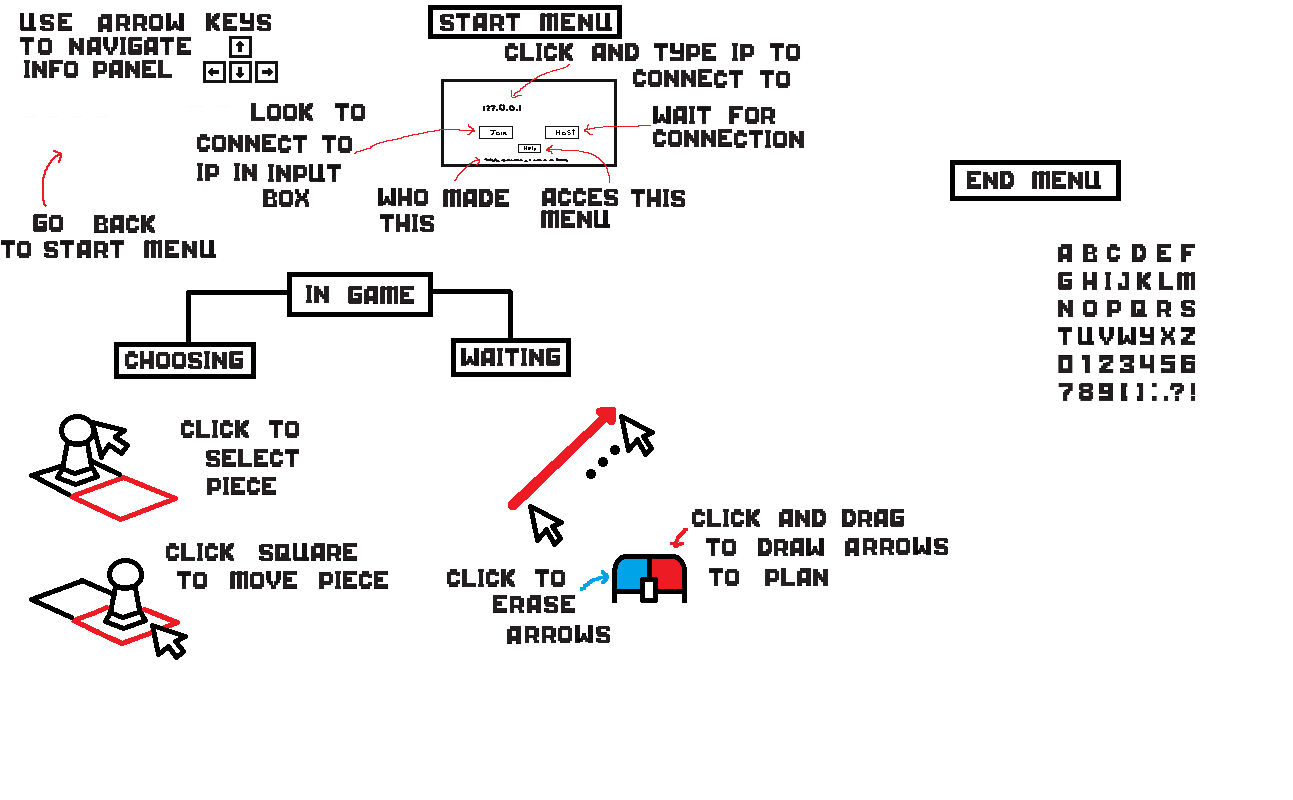 USE ARROW KEYS
TO NAVIGATE
INFO PANEL
START MENU
CLICK AND TYPE IP TO
CONNECT TO
127.0.0.1
Join
HOST
Help
LOOK TO
CONNECT TO
IP IN INPUT
BOX
WAIT FOR
CONNECTION
WHO MADE
THIS
ACCES THIS
MENU
GO BACK
TO START MENU
END MENU
A B C D E F
G H I J K L M
N O P Q R S
T U V W Y X Z
0 1 2 3 4 5 6
7 8 9 [ ] : . ? !
IN GAME
CHOOSING
WAITING
CLICK TO
SELECT
PIECE
CLICK SQUARE
TO MOVE PIECE
CLICK AND DRAG
TO DRAW ARROWS
TO PLAN
CLICK TO
ERASE
ARROWS